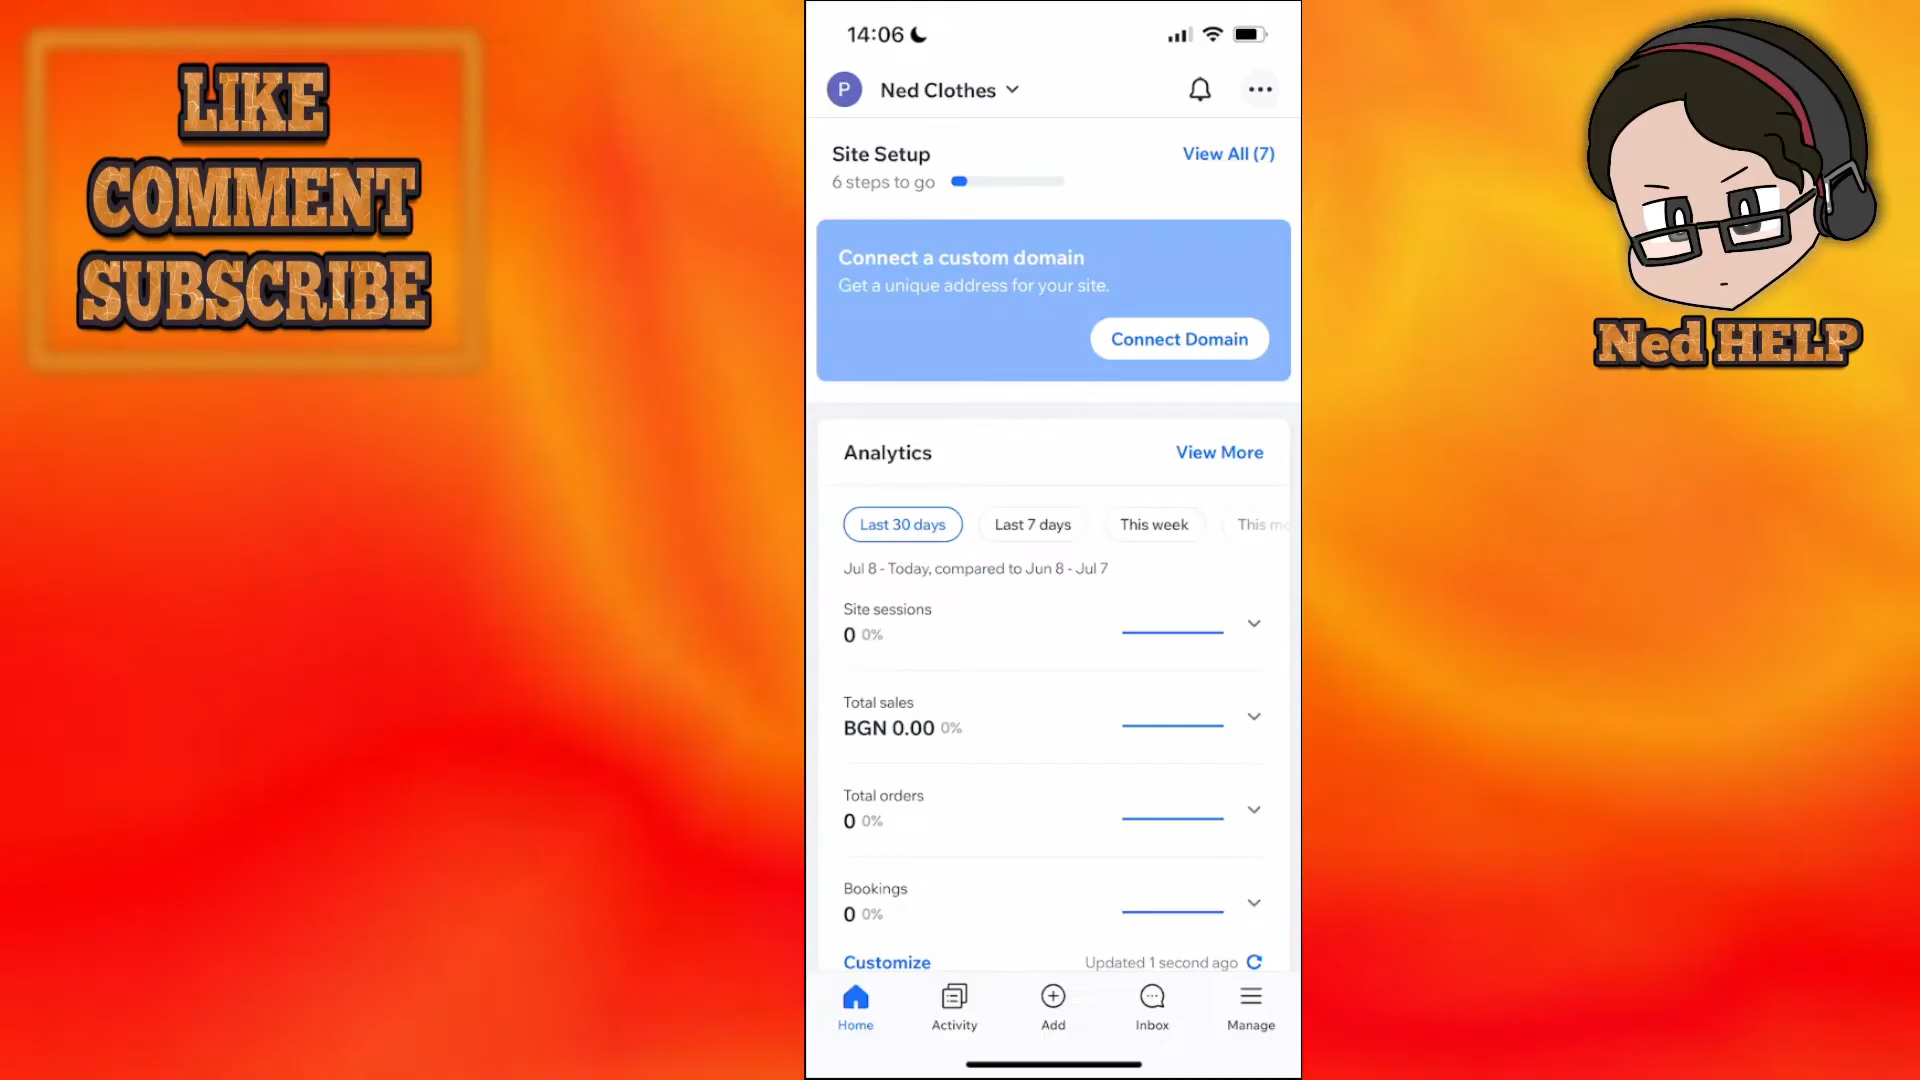 LIKE
COMMENT
SUBSCRIBE
14:06
P Ned Clothes
Site Setup View All (7)
6 steps to go
Connect a custom domain
Get a unique address for your site.
Connect Domain
Analytics View More
Last 30 days Last 7 days This week This mo
Jul 8 - Today, compared to Jun 8 - Jul 7
Site sessions
0 0%
Total sales
BGN 0.00 0%
Total orders
0 0%
Bookings
0 0%
Customize Updated 1 second ago
Home Activity Add Inbox Manage
Ned HELP